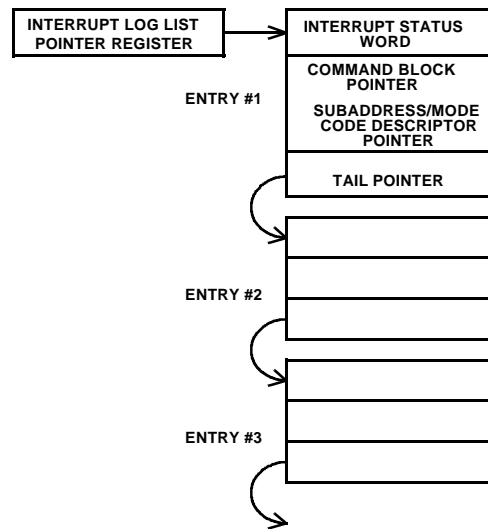 INTERRUPT LOG LIST
POINTER REGISTER
INTERRUPT STATUS
WORD
COMMAND BLOCK
POINTER
ENTRY #1
SUBADDRESS/MODE
CODE DESCRIPTOR
POINTER
TAIL POINTER
ENTRY #2
ENTRY #3